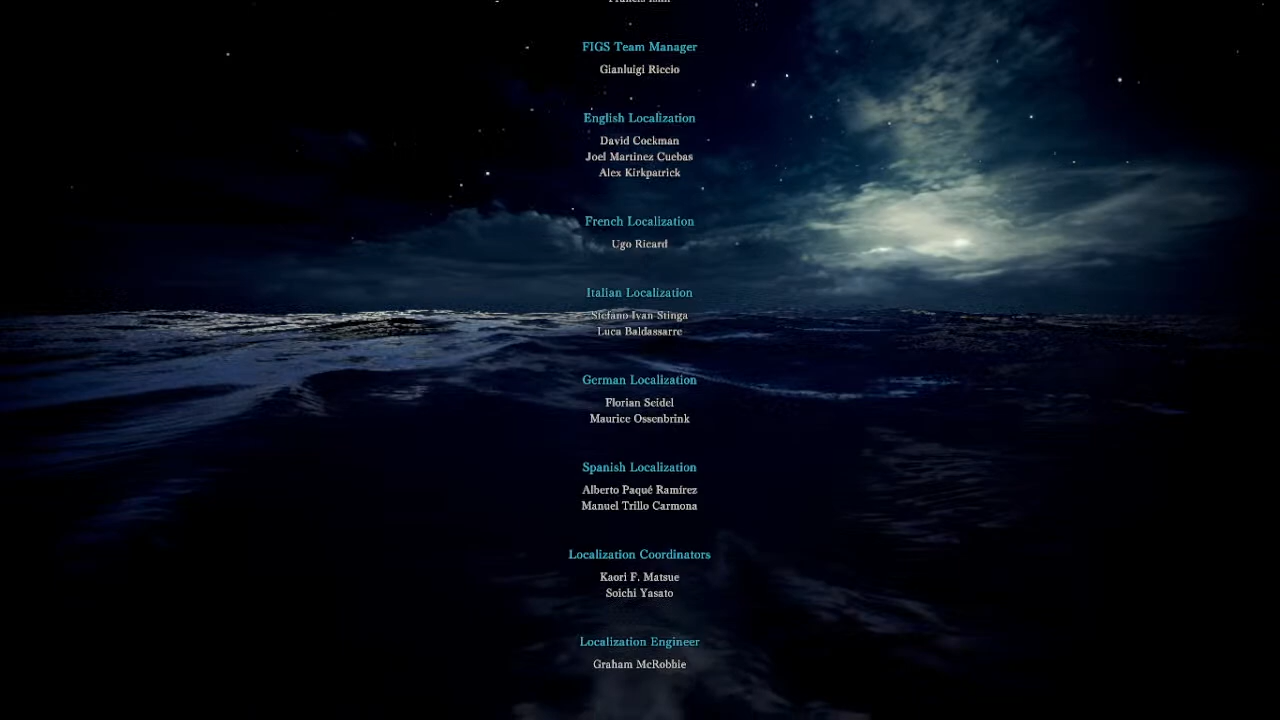 FIGS Team Manager
Gianluigi Riccio
English Localization
David Cockman
Joel Martinez Cuebas
Alex Kirkpatrick
French Localization
Ugo Ricard
Italian Localization
Stefano Ivan Stinga
Luca Baldassarre
German Localization
Florian Seidel
Maurice Ossenbrink
Spanish Localization
Alberto Paqué Ramírez
Manuel Trillo Carmona
Localization Coordinators
Kaori F. Matsue
Soichi Yasato
Localization Engineer
Graham McRobbie